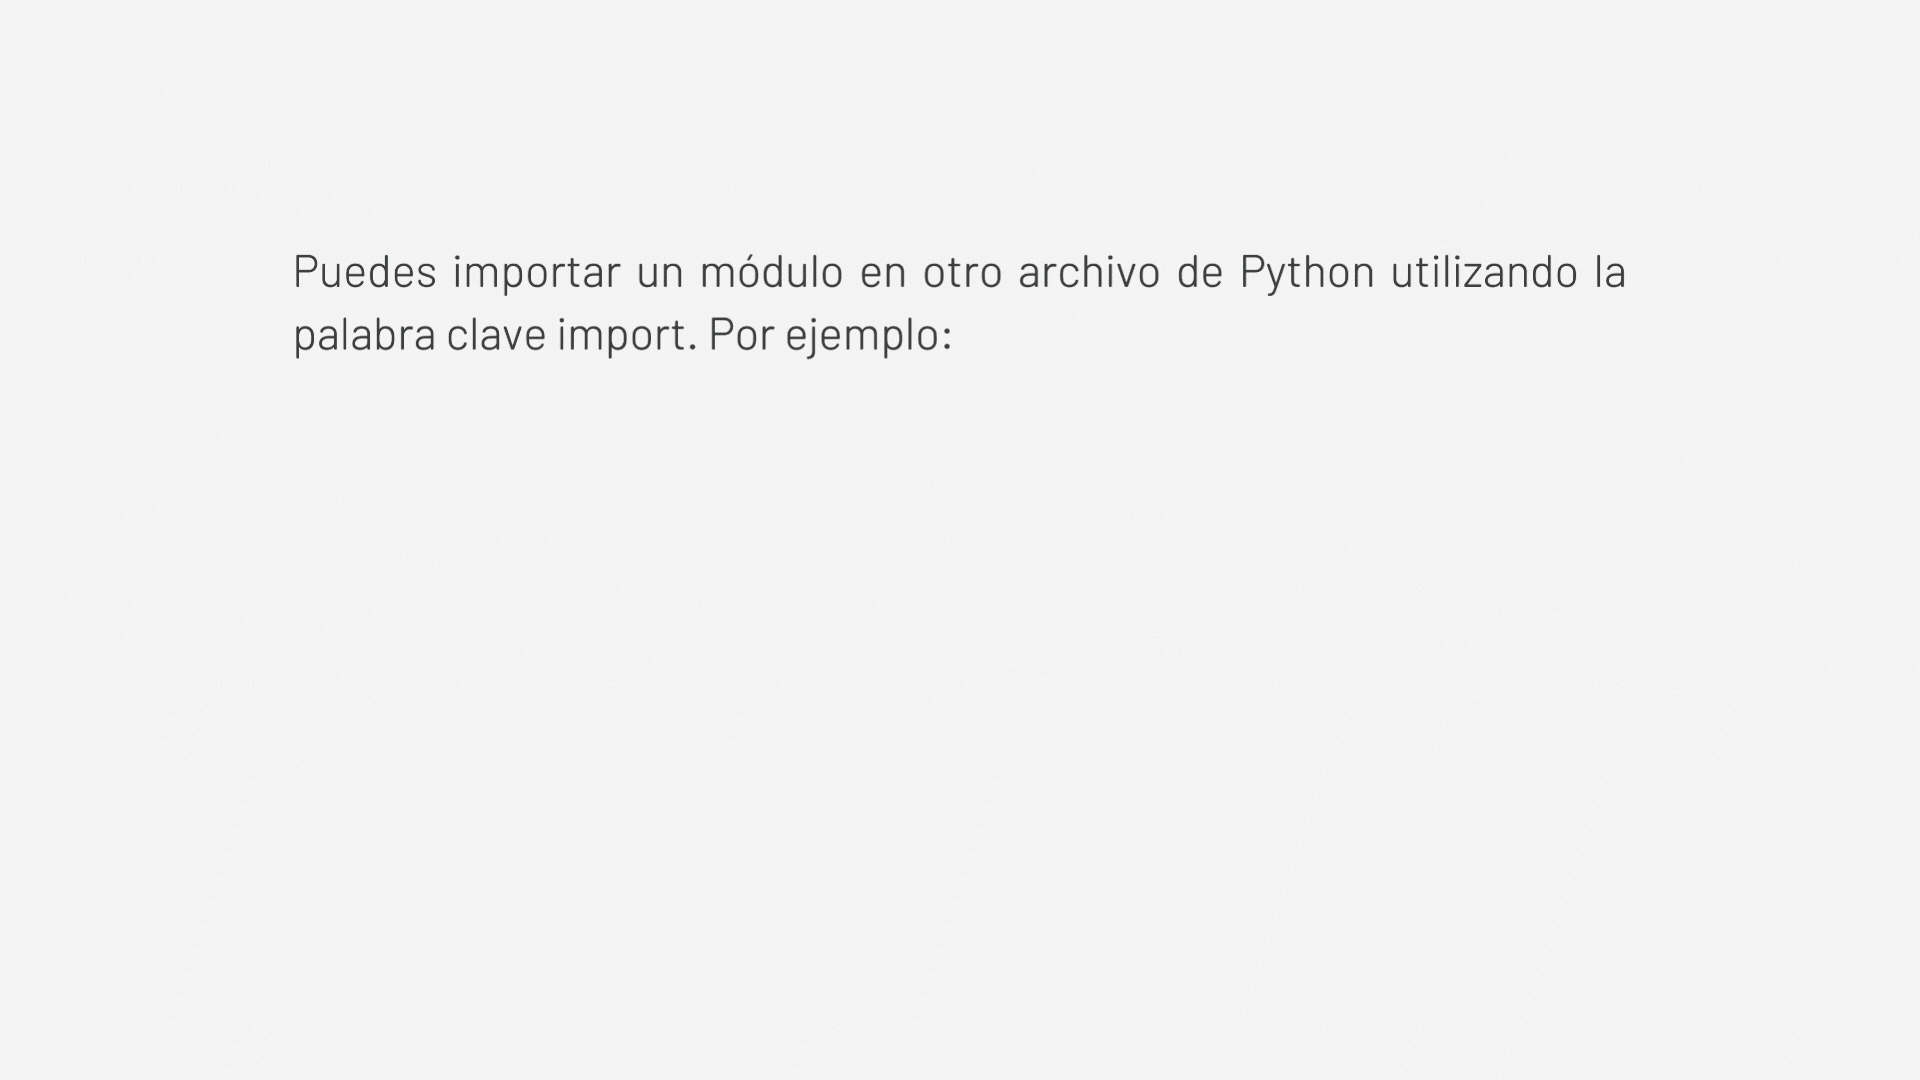 Puedes importar un módulo en otro archivo de Python utilizando la
palabra clave import. Por ejemplo: